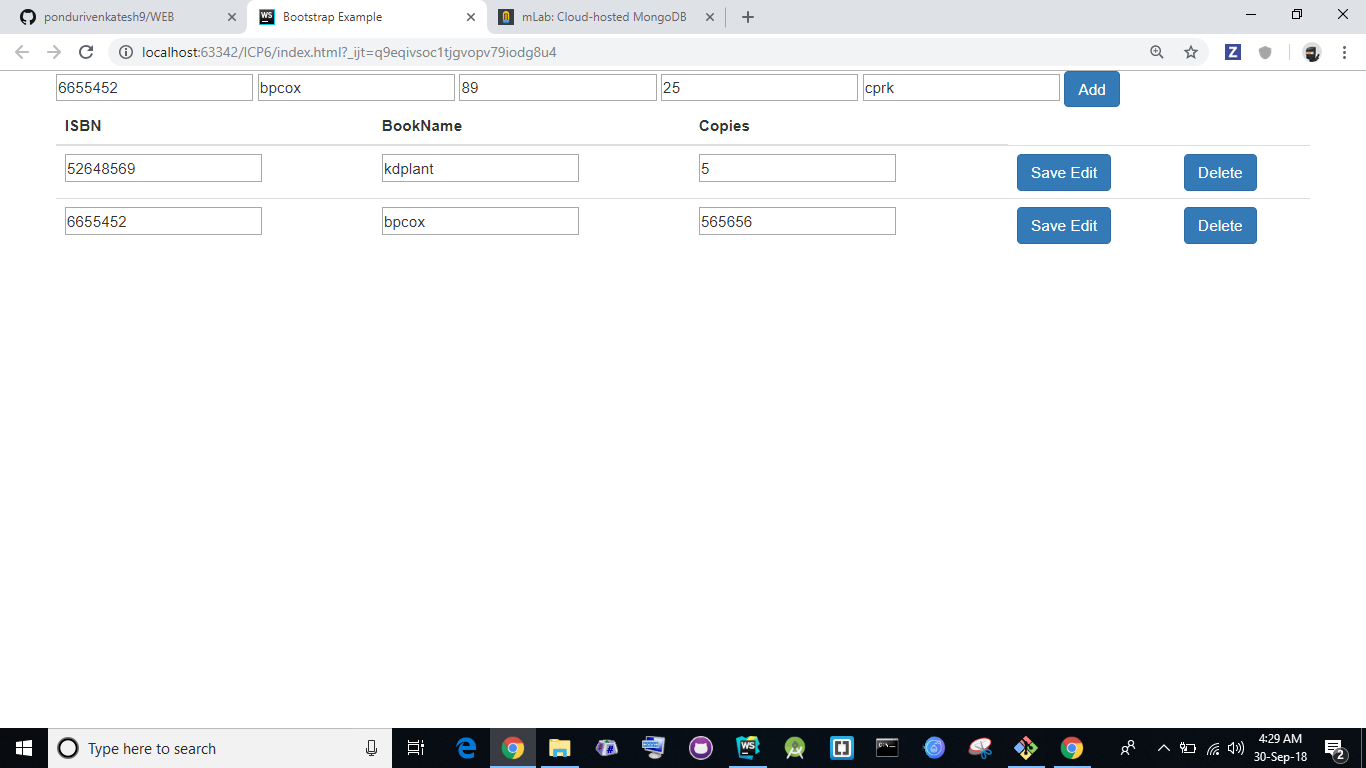 pondurivenkatesh9/WEB
WS Bootstrap Example
mLab: Cloud-hosted MongoDB
localhost:63342/ICP6/index.html?_ijt=q9eqivsoc1tjgvopv79iodg8u4
Z
6655452 bpcox 89 25 cprk Add
ISBN BookName Copies
52648569 kdplant 5 Save Edit Delete
6655452 bpcox 565656 Save Edit Delete
Type here to search
WS
4:29 AM
30-Sep-18
2